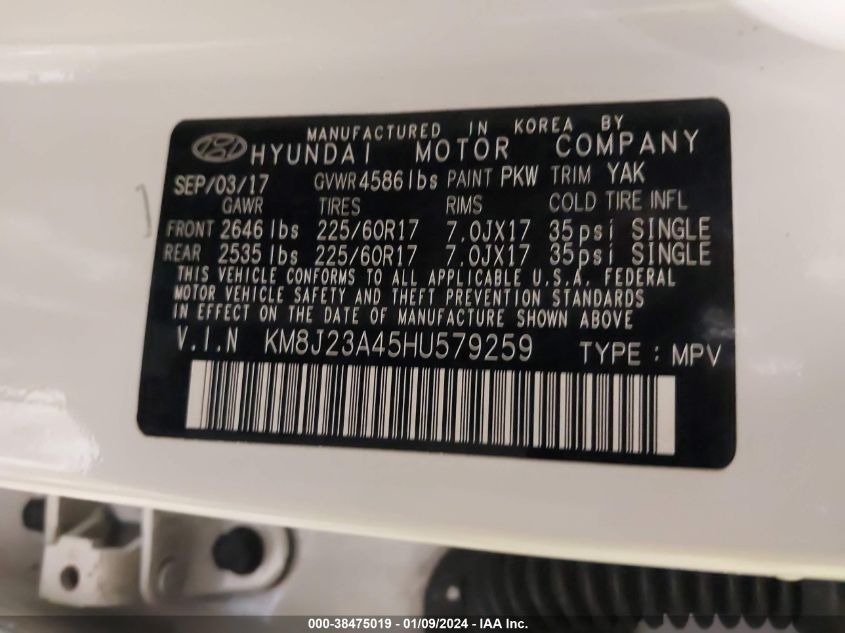 MANUFACTURED IN KOREA BY
HYUNDAI MOTOR COMPANY
SEP/03/17 GVWR 4586 lbs PAINT PKW TRIM YAK
GAWR TIRES RIMS COLD TIRE INFL
FRONT 2646 lbs 225/60R17 7.0JX17 35psi SINGLE
REAR 2535 lbs 225/60R17 7.0JX17 35psi SINGLE
THIS VEHICLE CONFORMS TO ALL APPLICABLE U.S.A. FEDERAL
MOTOR VEHICLE SAFETY AND THEFT PREVENTION STANDARDS
IN EFFECT ON THE DATE OF MANUFACTURE SHOWN ABOVE
V.I.N KM8J23A45HU579259 TYPE : MPV
000-38475019 - 01/09/2024 - IAA Inc.